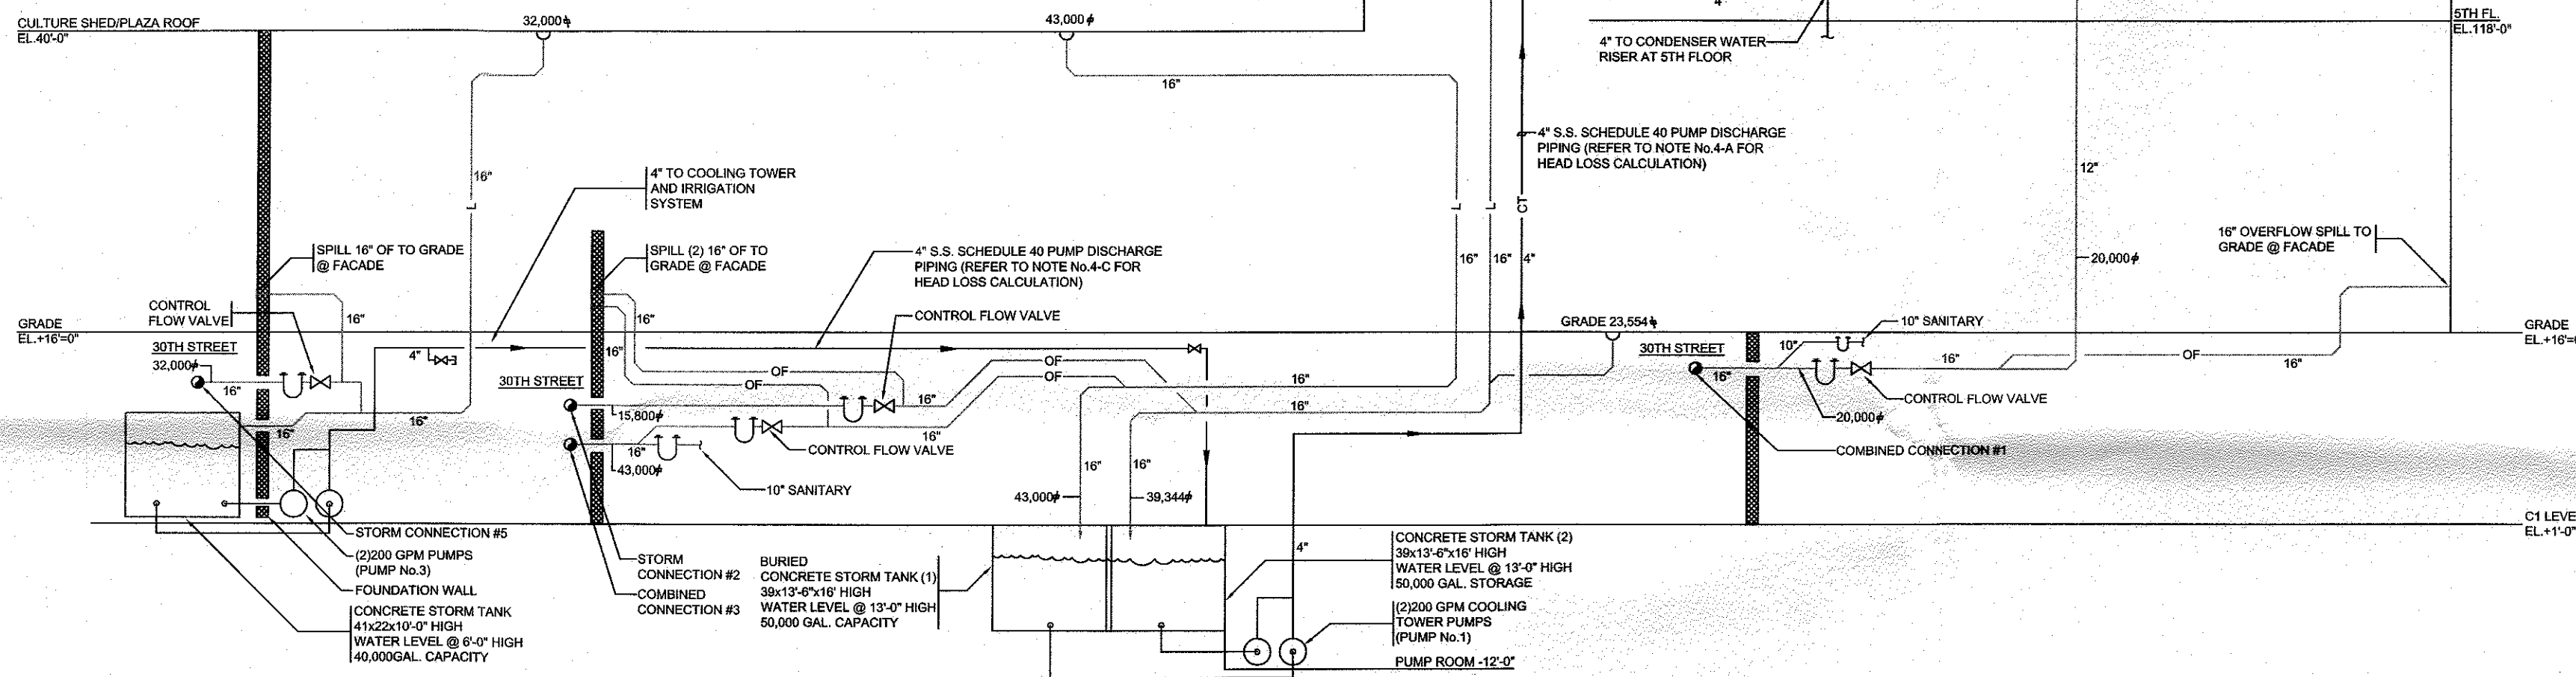 CULTURE SHED/PLAZA ROOF
EL.40'-0"
32,000⌀
43,000⌀
4"
5TH FL.
EL.118'-0"
4" TO CONDENSER WATER
RISER AT 5TH FLOOR
16"
16"
L
4" TO COOLING TOWER
AND IRRIGATION
SYSTEM
4" S.S. SCHEDULE 40 PUMP DISCHARGE
PIPING (REFER TO NOTE No.4-A FOR
HEAD LOSS CALCULATION)
12"
L
L
CT
SPILL 16" OF TO GRADE
@ FACADE
SPILL (2) 16" OF TO
GRADE @ FACADE
4" S.S. SCHEDULE 40 PUMP DISCHARGE
PIPING (REFER TO NOTE No.4-C FOR
HEAD LOSS CALCULATION)
16"
16"
4"
20,000⌀
16" OVERFLOW SPILL TO
GRADE @ FACADE
CONTROL
FLOW VALVE
16"
16"
CONTROL FLOW VALVE
GRADE
EL.+16'=0"
GRADE 23,554⌀
10" SANITARY
GRADE
30TH STREET
32,000⌀
4"
16"
30TH STREET
OF
OF
OF
OF
30TH STREET
10"
16"
OF
16"
16"
16"
16"
16"
16"
16"
15,800⌀
16"
16"
16"
CONTROL FLOW VALVE
20,000⌀
CONTROL FLOW VALVE
COMBINED CONNECTION #1
16"
43,000⌀
10" SANITARY
16"
16"
43,000⌀
39,344⌀
STORM CONNECTION #5
(2)200 GPM PUMPS
(PUMP No.3)
FOUNDATION WALL
CONCRETE STORM TANK
41x22x10'-0" HIGH
WATER LEVEL @ 6'-0" HIGH
40,000GAL. CAPACITY
STORM
CONNECTION #2
COMBINED
CONNECTION #3
BURIED
CONCRETE STORM TANK (1)
39x13'-6"x16' HIGH
WATER LEVEL @ 13'-0" HIGH
50,000 GAL. CAPACITY
4"
CONCRETE STORM TANK (2)
39x13'-6"x16' HIGH
WATER LEVEL @ 13'-0" HIGH
50,000 GAL. STORAGE
(2)200 GPM COOLING
TOWER PUMPS
(PUMP No.1)
PUMP ROOM -12'-0"
EL.+1'-0"